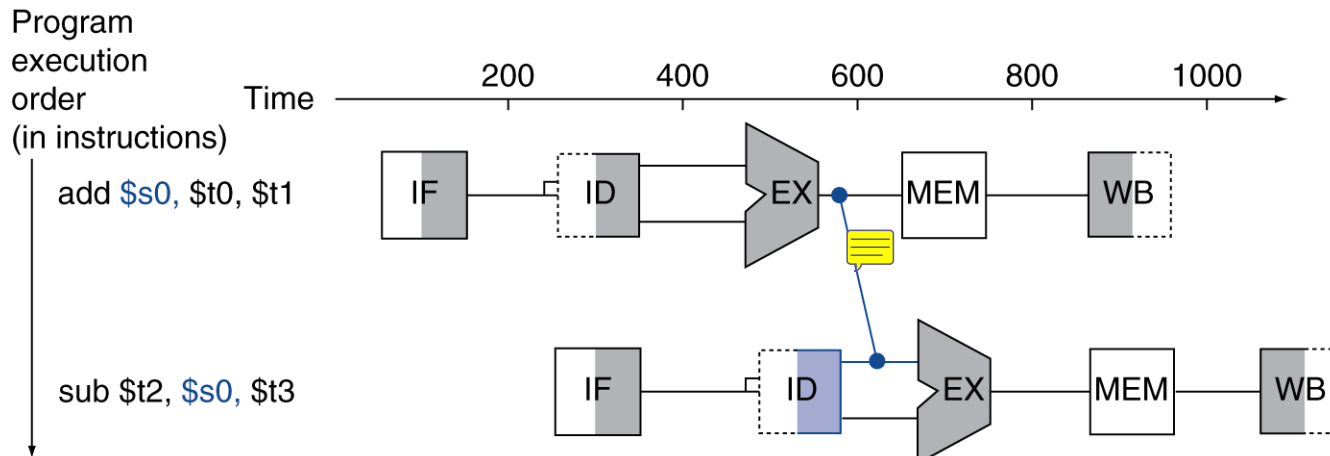 Program
execution
order
(in instructions)
Time
200 400 600 800 1000
add $s0, $t0, $t1
IF ID EX MEM WB
sub $t2, $s0, $t3
IF ID EX MEM WB